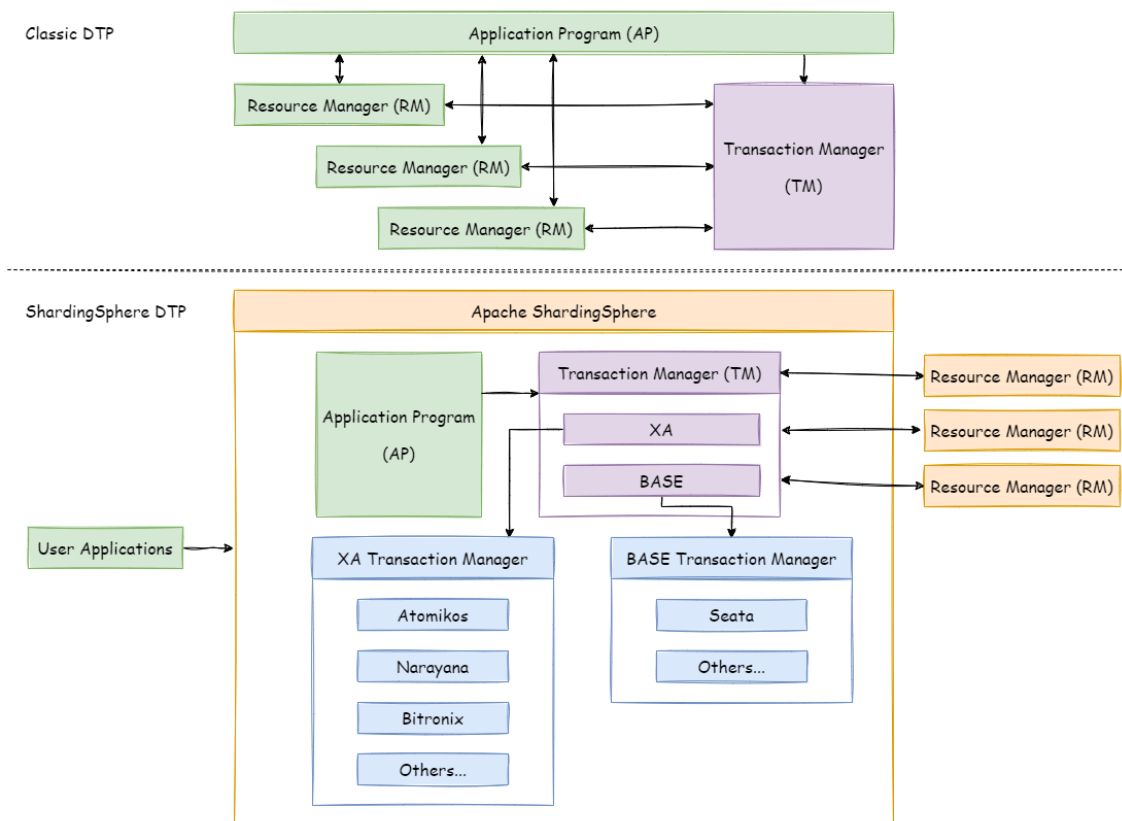 Classic DTP
Application Program (AP)
Resource Manager (RM)
Resource Manager (RM)
Resource Manager (RM)
Transaction Manager
(TM)
ShardingSphere DTP
Apache ShardingSphere
Application Program
(AP)
Transaction Manager (TM)
XA
BASE
Resource Manager (RM)
Resource Manager (RM)
Resource Manager (RM)
User Applications
XA Transaction Manager
Atomikos
Narayana
Bitronix
Others...
BASE Transaction Manager
Seata
Others...